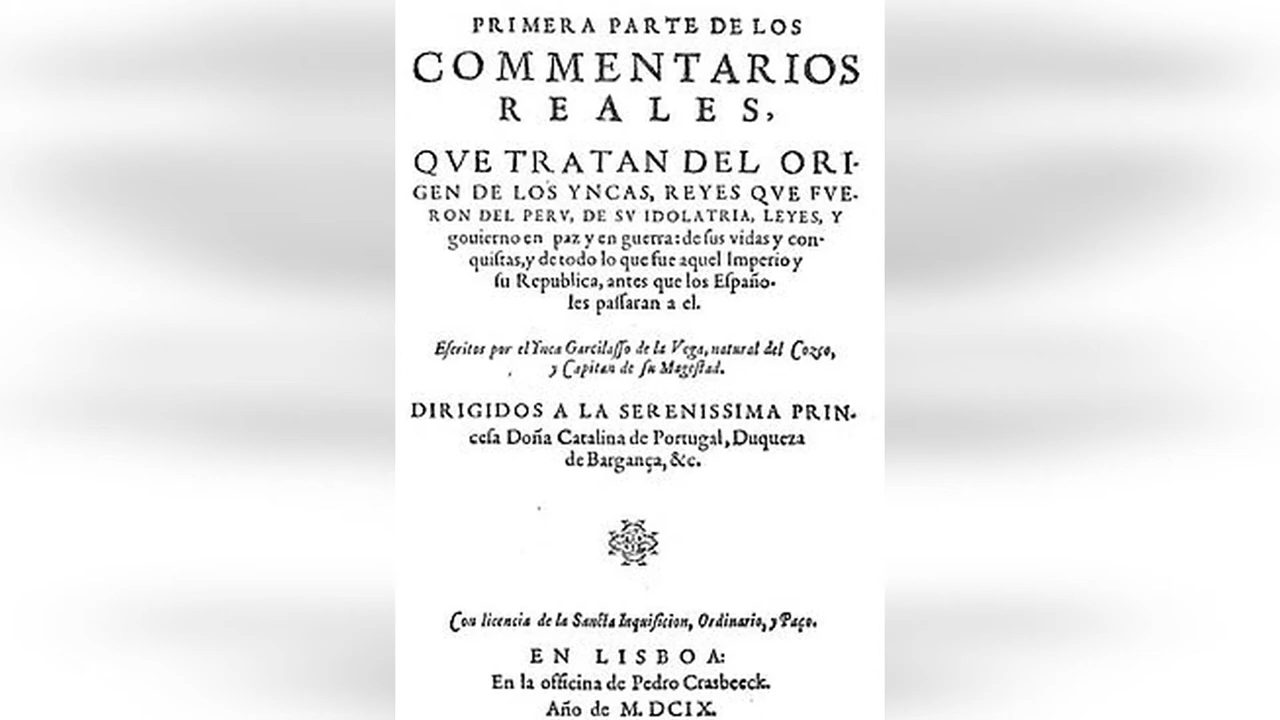 PRIMERA PARTE DE LOS
COMMENTARIOS
REALES,
QVE TRATAN DEL ORI-
GEN DE LOS YNCAS, REYES QVE FVE-
RON DEL PERV, DE SV IDOLATRIA, LEYES, Y
gouierno en paz y en guerra: de ſus vidas y con-
quiſtas, y de todo lo que fue aquel Imperio y
ſu Republica, antes que los Eſpaño-
les paſſaran a el.
Eſcritos por el Ynca Garcilaſſo de la Vega, natural del Cozco,
y Capitan de ſu Mageſtad.
DIRIGIDOS A LA SERENISSIMA PRIN-
ceſa Doña Catalina de Portugal, Duqueza
de Bargança, &c.
Con licencia de la Sancta Inquiſicion, Ordinario, y Paço.
EN LISBOA:
En la officina de Pedro Crasbeeck.
Año de M. DCIX.